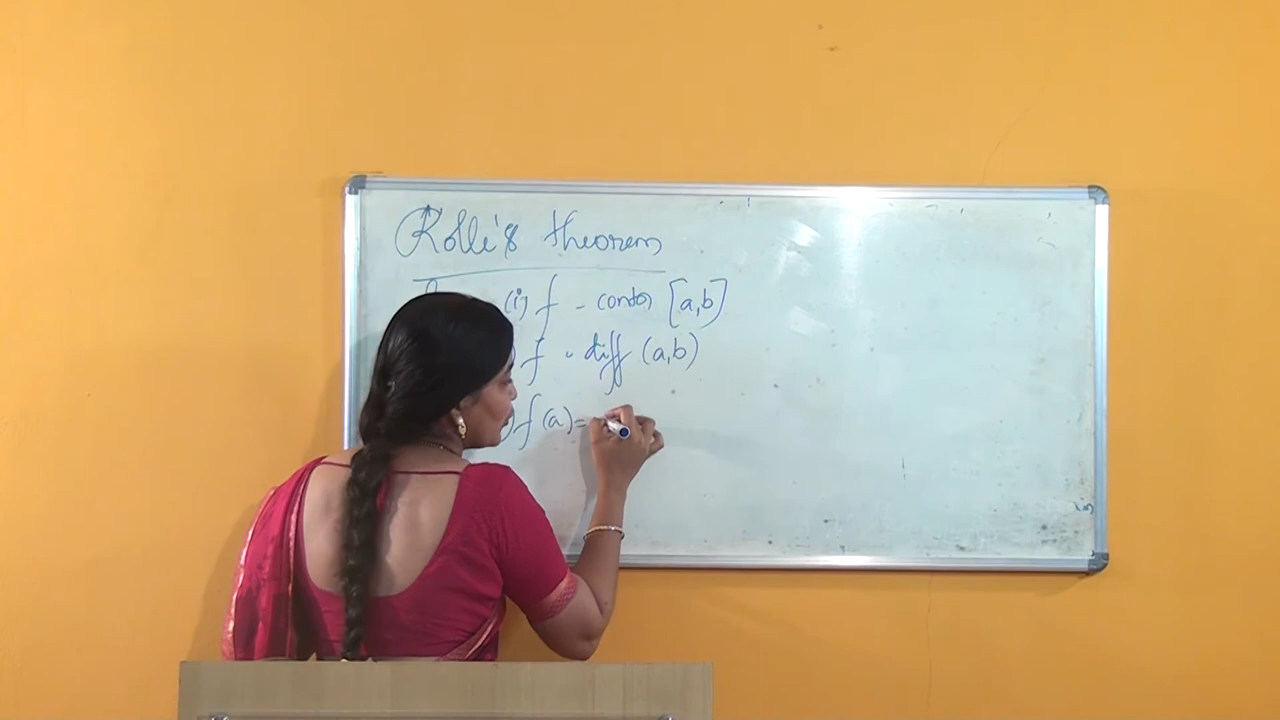 Rolle's theorem
(i) f - conts [a,b]
f - diff (a,b)
) f(a) =